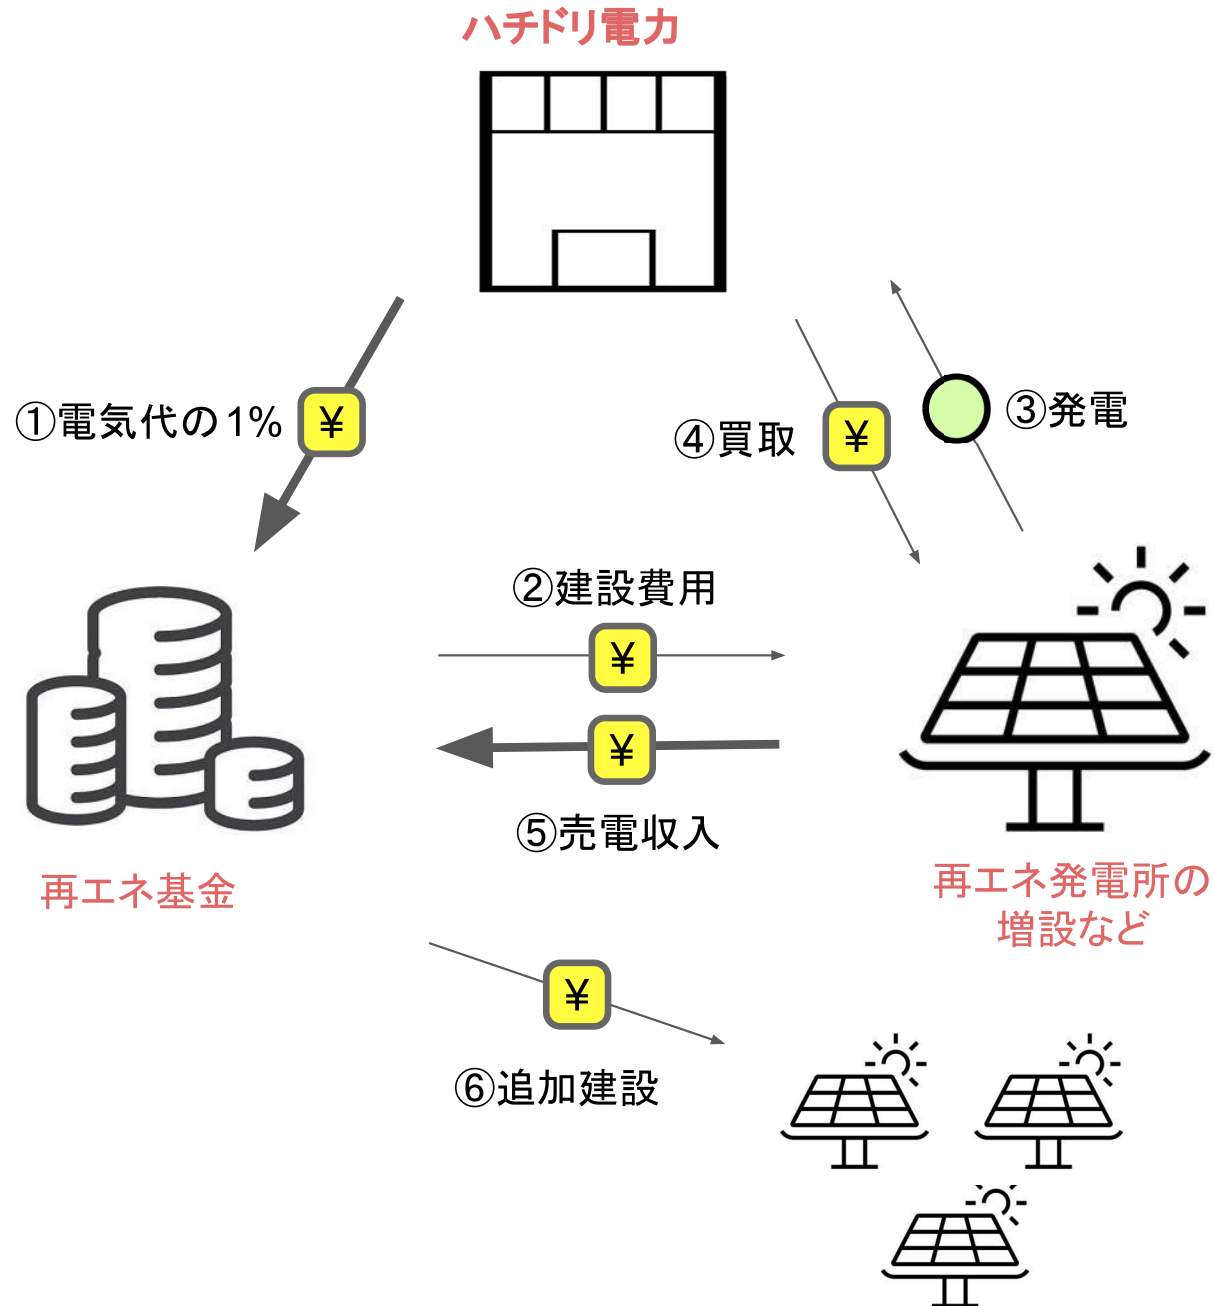 ハチドリ電力
①電気代の1%
¥
④買取
¥
③発電
②建設費用
¥
¥
⑤売電収入
再エネ基金
再エネ発電所の
増設など
¥
⑥追加建設